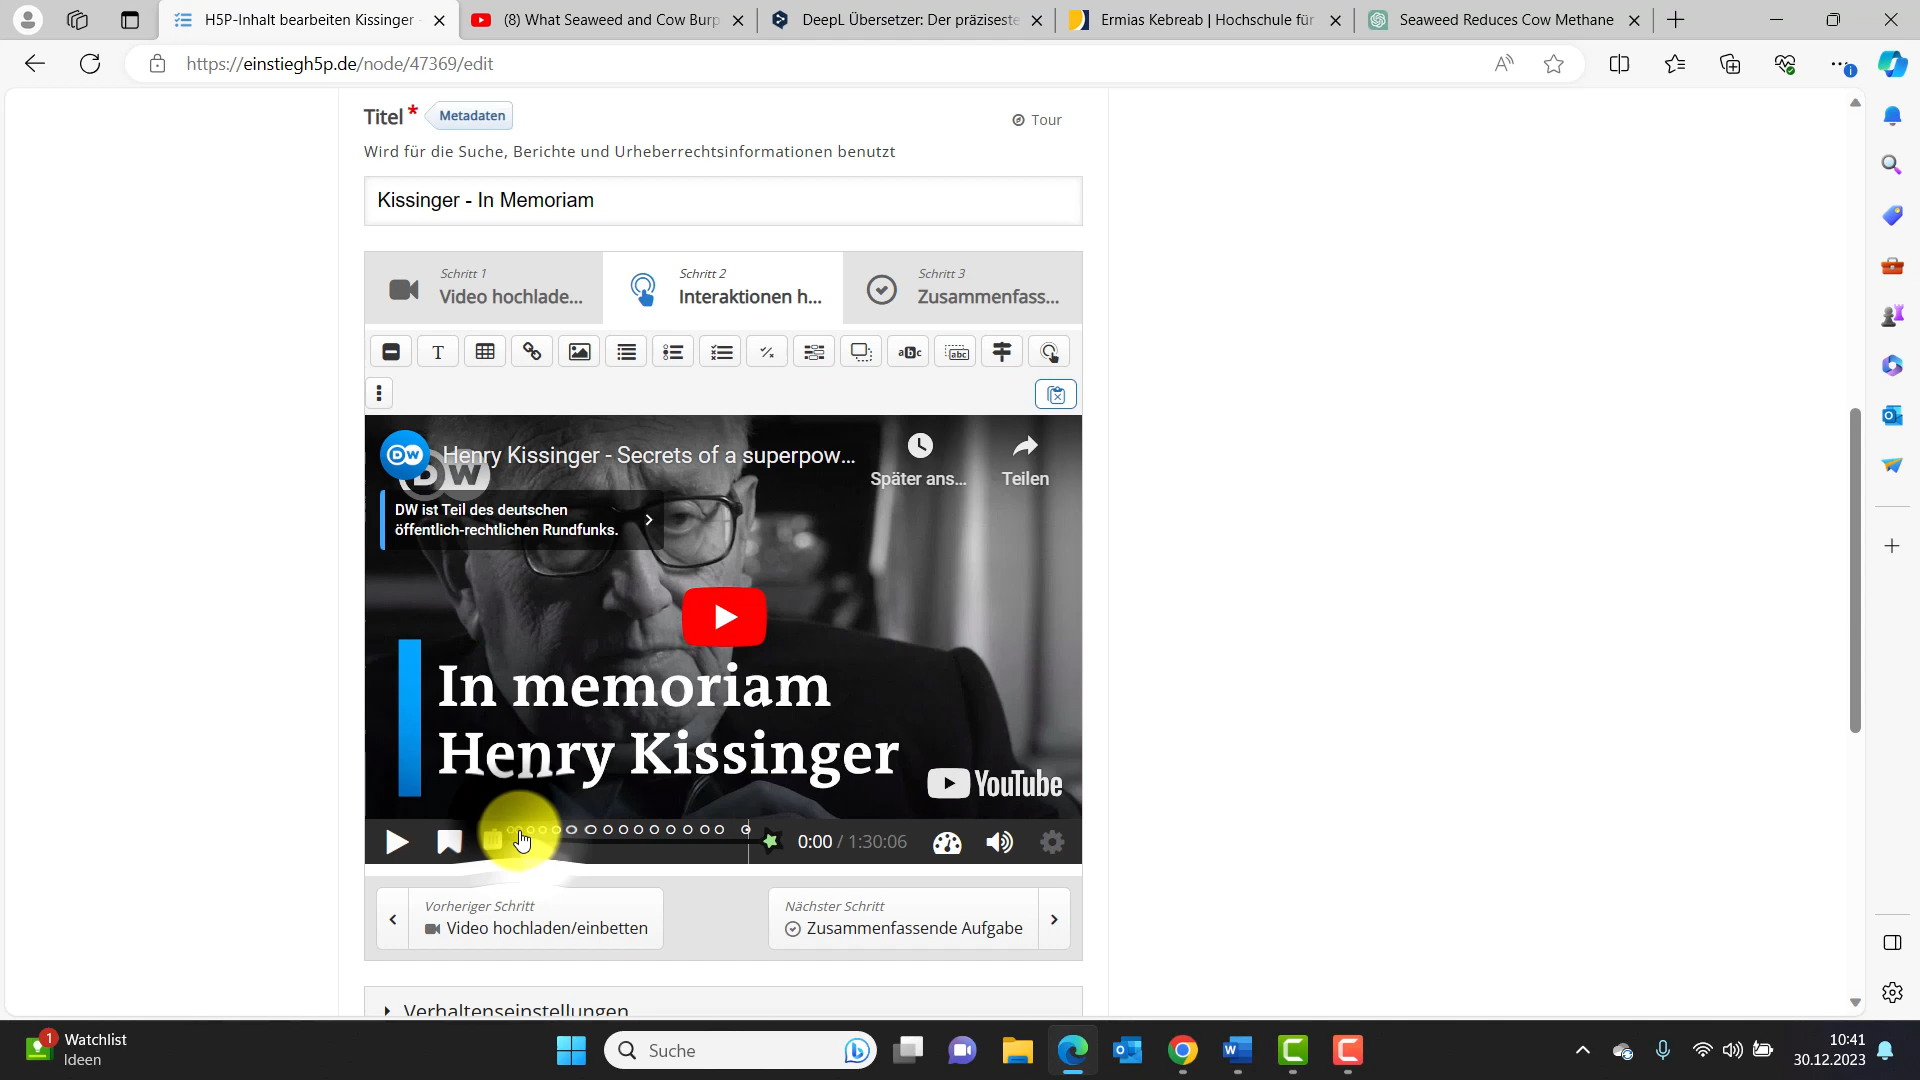 H5P-Inhalt bearbeiten Kissinger -
(8) What Seaweed and Cow Burp
DeepL Übersetzer: Der präziseste
Ermias Kebreab | Hochschule für
Seaweed Reduces Cow Methane
https://einstiegh5p.de/node/47369/edit
Titel *
Metadaten
Tour
Wird für die Suche, Berichte und Urheberrechtsinformationen benutzt
Kissinger - In Memoriam
Schritt 1
Video hochlade...
Schritt 2
Interaktionen h...
Schritt 3
Zusammenfass...
T
abc
abc
DW
Henry Kissinger - Secrets of a superpow...
Später ans...
Teilen
DW
DW ist Teil des deutschen
öffentlich-rechtlichen Rundfunks.
In memoriam
Henry Kissinger
YouTube
0:00 / 1:30:06
Vorheriger Schritt
Video hochladen/einbetten
Nächster Schritt
Zusammenfassende Aufgabe
Verhaltenseinstellungen
1
Watchlist
Ideen
Suche
10:41
30.12.2023